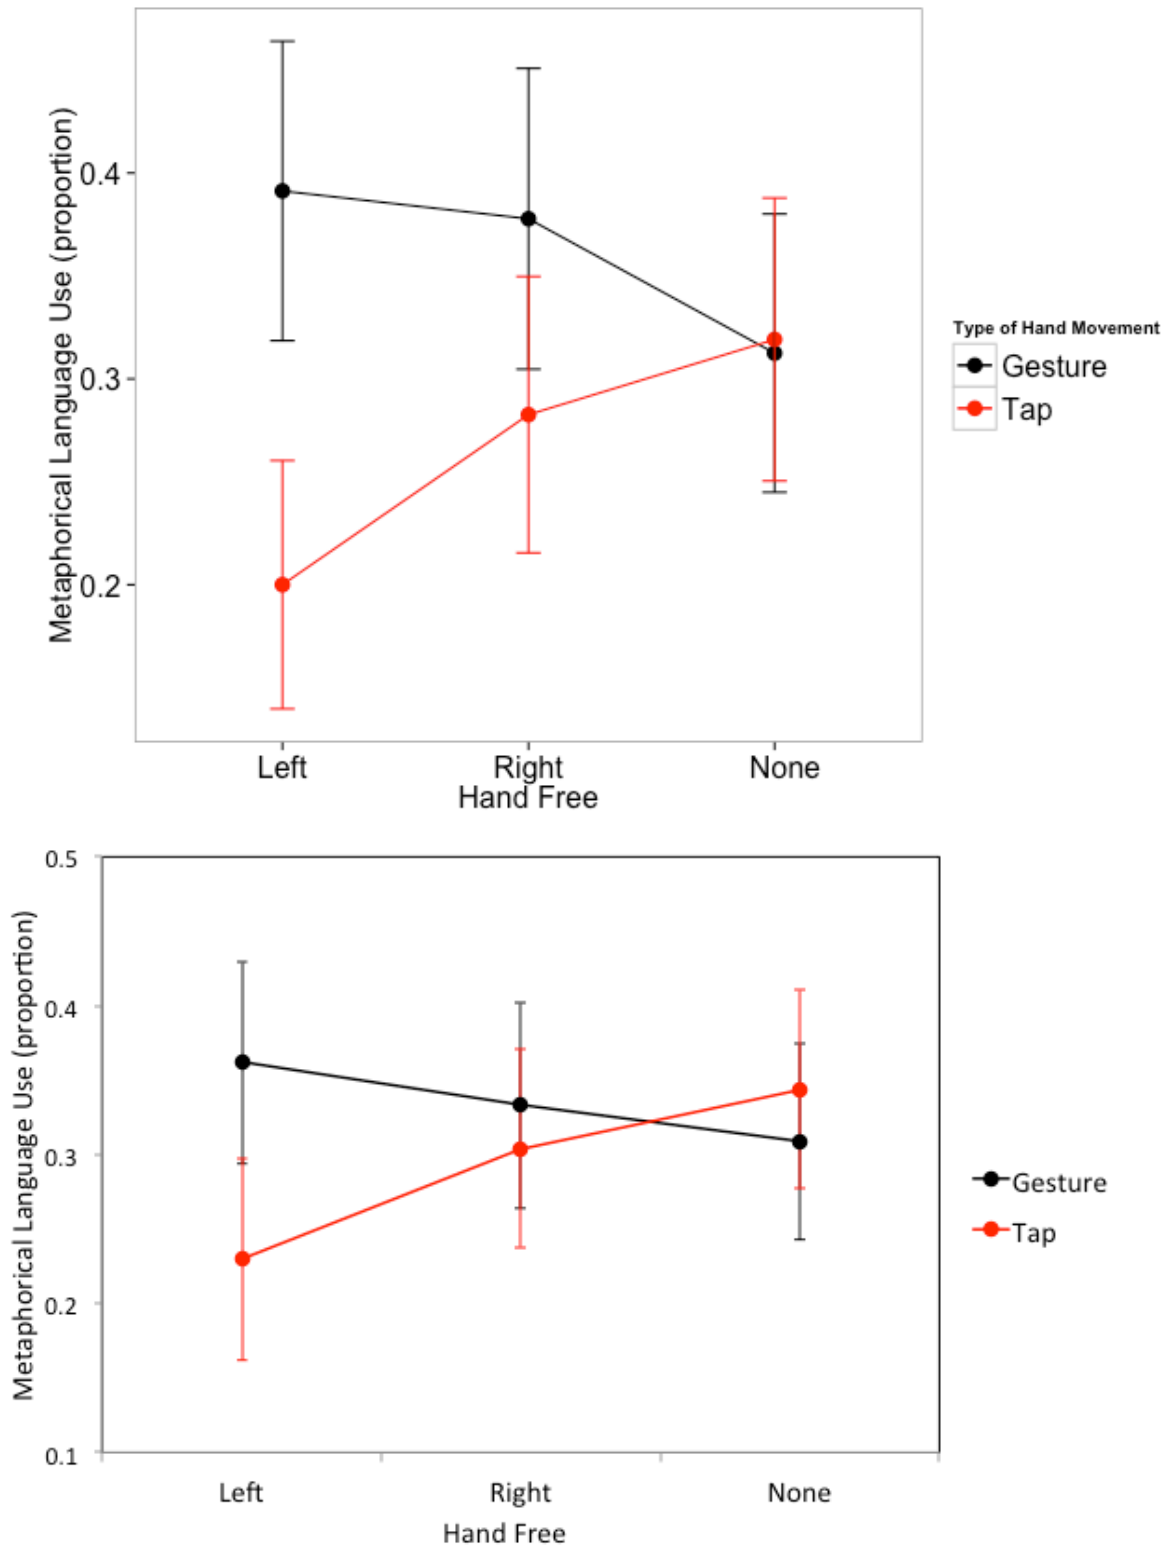 Metaphorical Language Use (proportion)
0.4
0.3
0.2
Left Right None
Hand Free
Type of Hand Movement
Gesture
Tap
Metaphorical Language Use (proportion)
0.5
0.4
0.3
0.2
0.1
Left Right None
Hand Free
Gesture
Tap